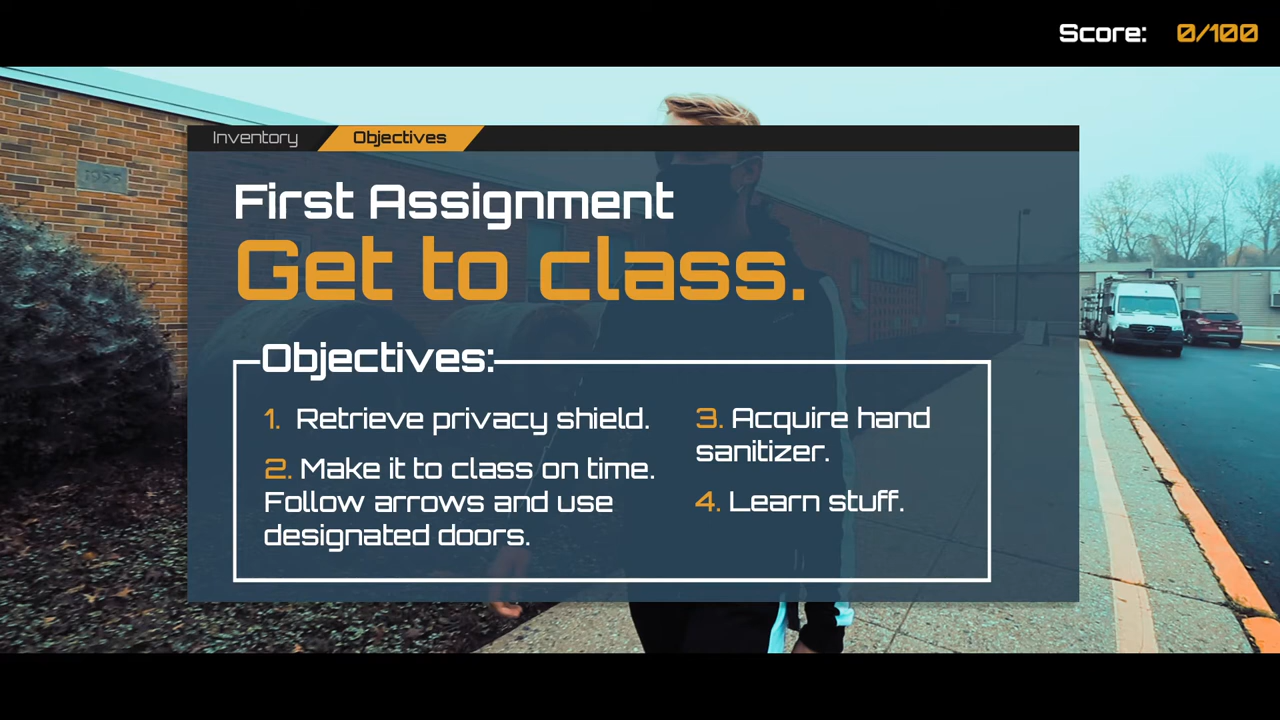 Score: 0/100
Inventory Objectives
First Assignment
Get to class.
Objectives:
1. Retrieve privacy shield.
2. Make it to class on time.
Follow arrows and use
designated doors.
3. Acquire hand
sanitizer.
4. Learn stuff.
1955